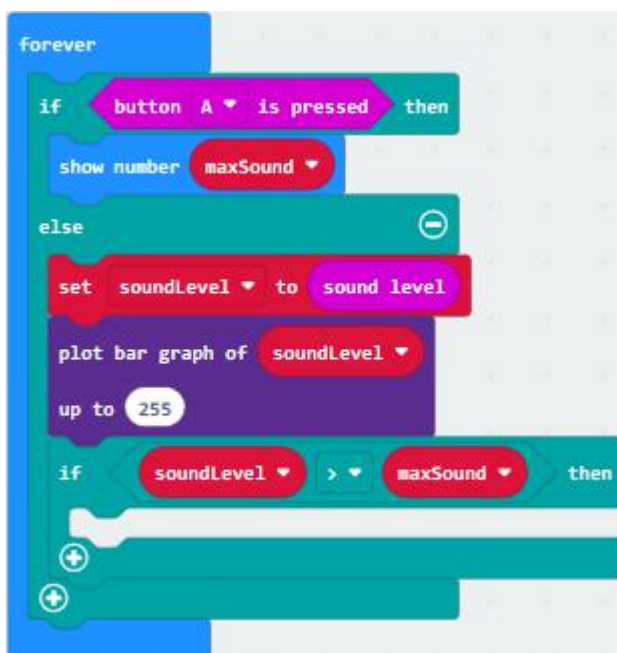 forever
if button A is pressed then
show number maxSound
else
set soundLevel to sound level
plot bar graph of soundLevel
up to 255
if soundLevel > maxSound then